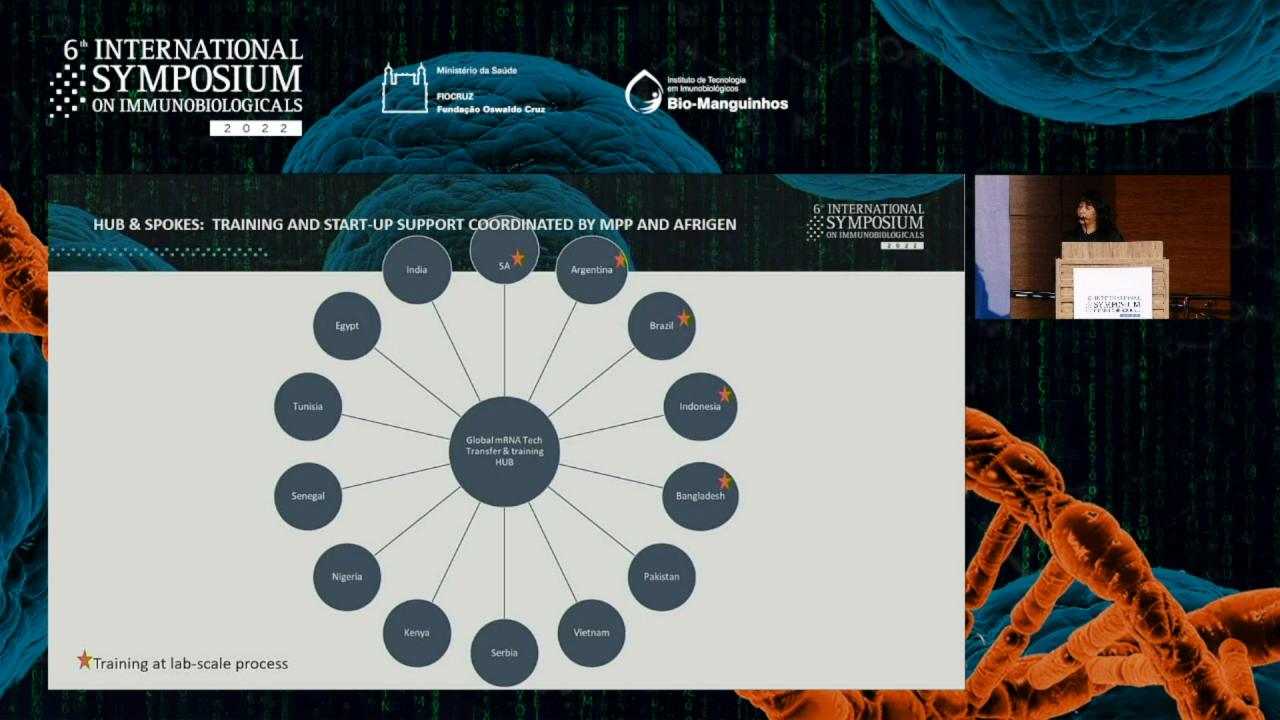 6th INTERNATIONAL
SYMPOSIUM
ON IMMUNOBIOLOGICALS
2022
Ministério da Saúde
FIOCRUZ
Fundação Oswaldo Cruz
Instituto de Tecnologia
em Imunobiológicos
Bio-Manguinhos
HUB & SPOKES: TRAINING AND START-UP SUPPORT COORDINATED BY MPP AND AFRIGEN
6th INTERNATIONAL
SYMPOSIUM
ON IMMUNOBIOLOGICALS
2022
SA
India
Argentina
Egypt
Brazil
Tunisia
Indonesia
Global mRNA Tech
Transfer & training
HUB
Senegal
Bangladesh
Nigeria
Pakistan
Kenya
Vietnam
Serbia
Training at lab-scale process
6 INTERNATIONAL
SYMPOSIUM